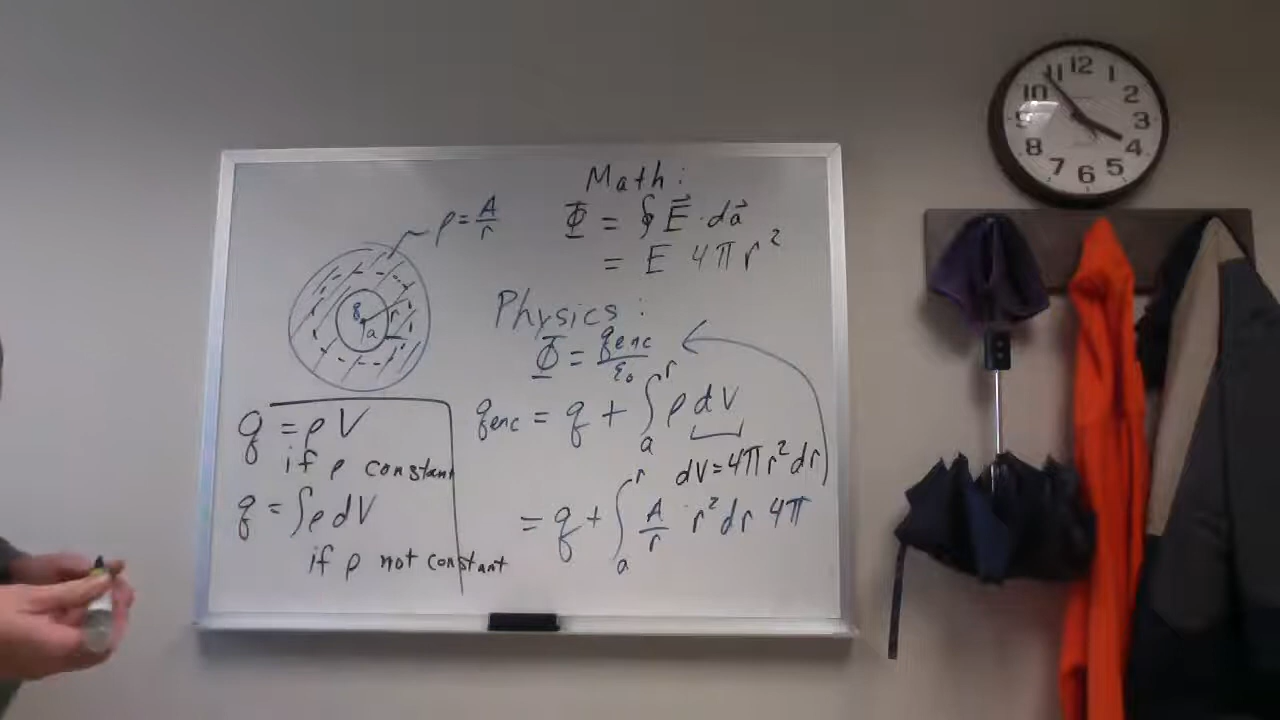 Math:
ρ = A/r
Φ = ∮ E⃗ · da⃗
= E 4π r²
Physics:
Φ = q_enc/ε₀
q
r
a
q_enc = q + ∫_a^r ρ dV
dV = 4π r² dr
= q + ∫_a^r A/r · r² dr 4π
q = ρ V
if ρ constant
q = ∫ρ dV
if ρ not constant
12
11 1
10 2
9 3
8 4
7 6 5